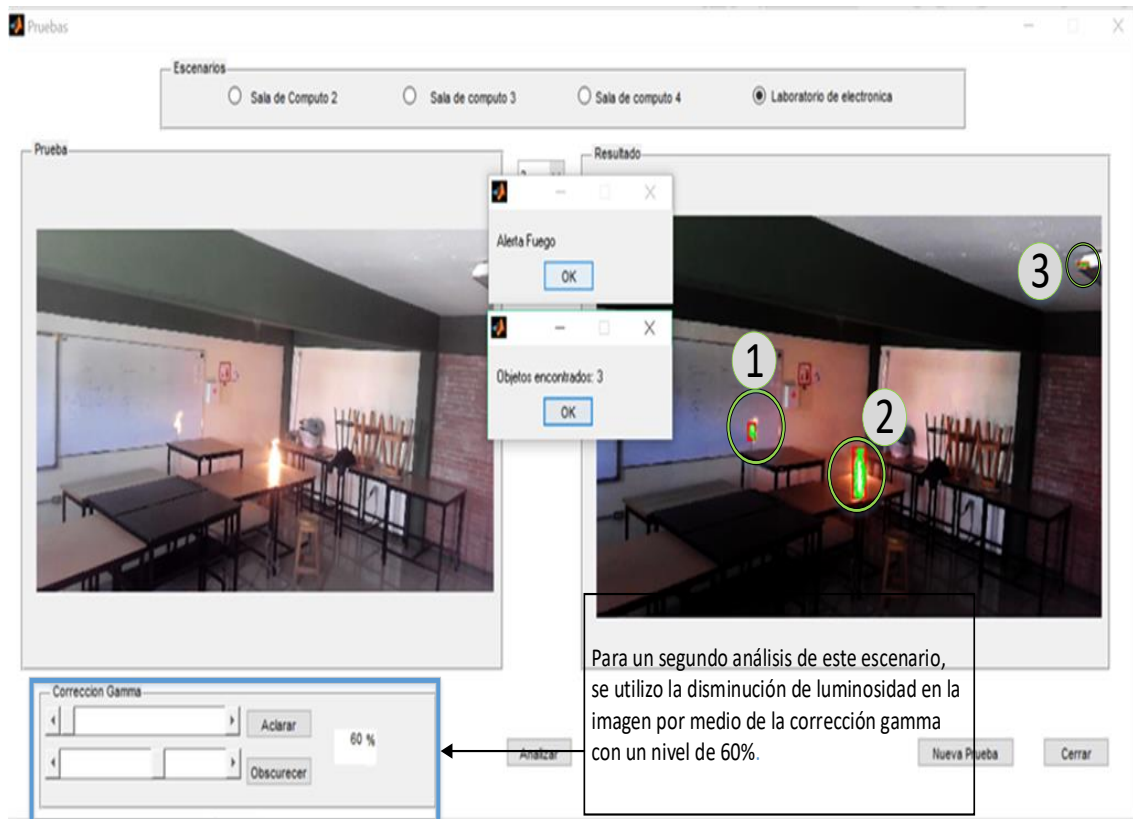 Pruebas
Escenarios
Sala de Computo 2
Sala de computo 3
Sala de computo 4
Laboratorio de electronica
Prueba
Resultado
Alerta Fuego
OK
Objetos encontrados: 3
OK
1
2
3
Para un segundo análisis de este escenario,
se utilizo la disminución de luminosidad en la
imagen por medio de la corrección gamma
con un nivel de 60%.
Correccion Gamma
Aclarar
60 %
Obscurecer
Analizar
Nueva Prueba
Cerrar